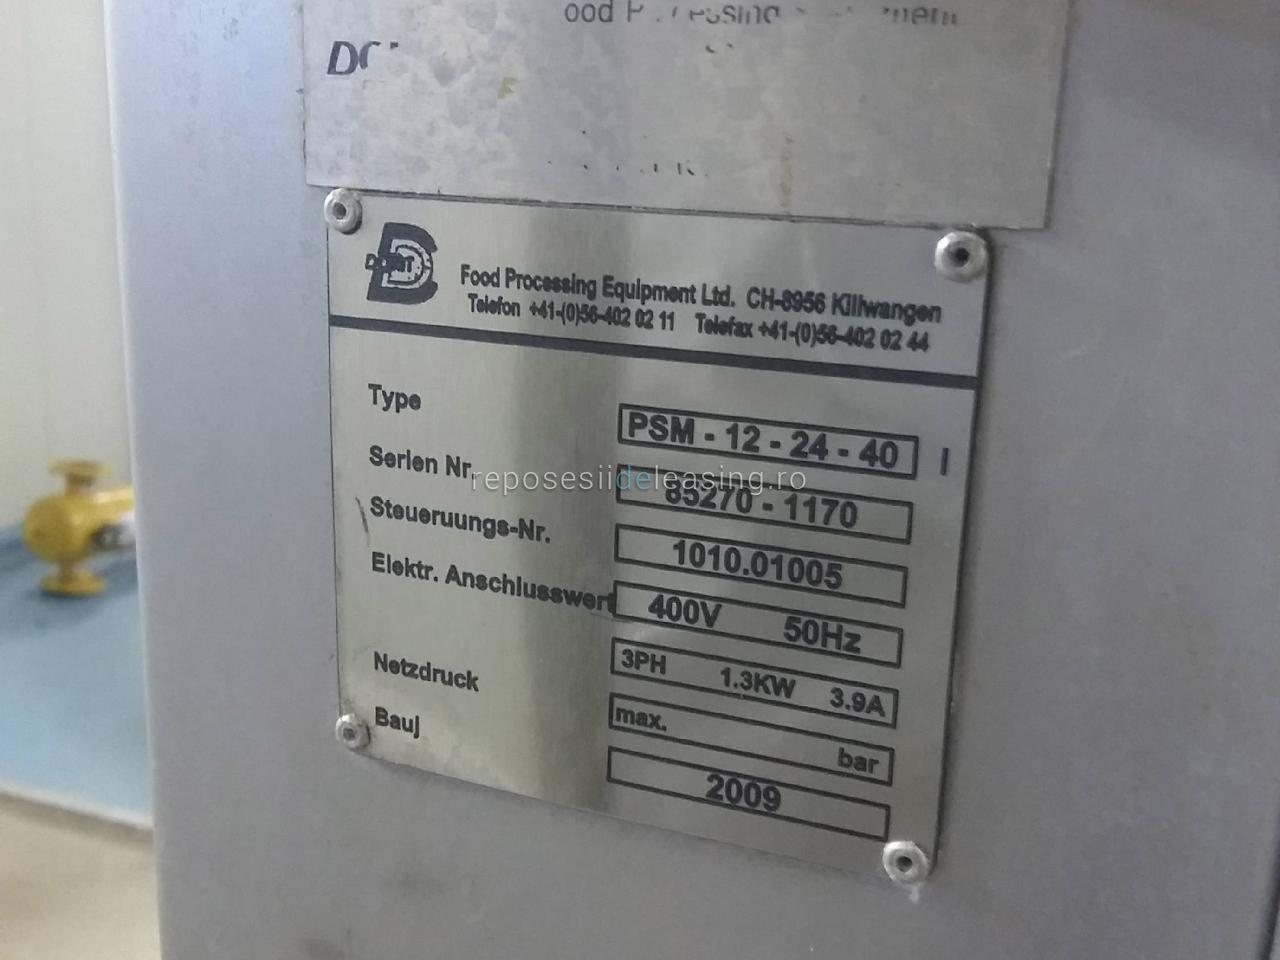 Food Processing Equipment Ltd. CH-8956 Killwangen
Telefon +41-(0)56-402 02 11 Telefax +41-(0)56-402 02 44
Type PSM - 12 - 24 - 40 I
Serien Nr. 85270 - 1170
reposesiideleasing.ro
Steueruungs-Nr. 1010.01005
Elektr. Anschlusswert 400V 50Hz
3PH 1.3KW 3.9A
Netzdruck max. bar
Bauj 2009